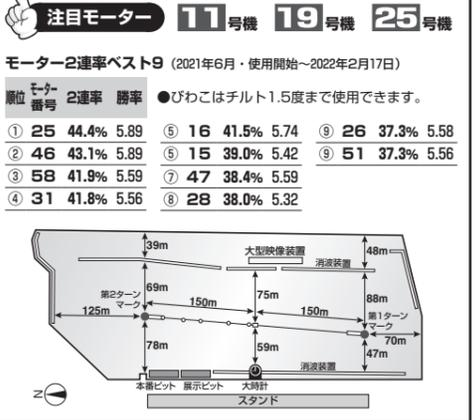 注目モーター 11号機 19号機 25号機
モーター2連率ベスト9（2021年6月・使用開始～2022年2月17日）
順位 モーター番号 2連率 勝率
●びわこはチルト1.5度まで使用できます。
① 25 44.4% 5.89
② 46 43.1% 5.89
③ 58 41.9% 5.59
④ 31 41.8% 5.56
⑤ 16 41.5% 5.74
⑤ 15 39.0% 5.42
⑦ 47 38.4% 5.59
⑧ 28 38.0% 5.32
⑨ 26 37.3% 5.58
⑨ 51 37.3% 5.56
39m 大型映像装置 48m
消波装置
第2ターンマーク 69m 75m 88m
125m 150m 150m 第1ターンマーク
78m 59m 47m 70m
消波装置
本番ピット 展示ピット 大時計
スタンド
N